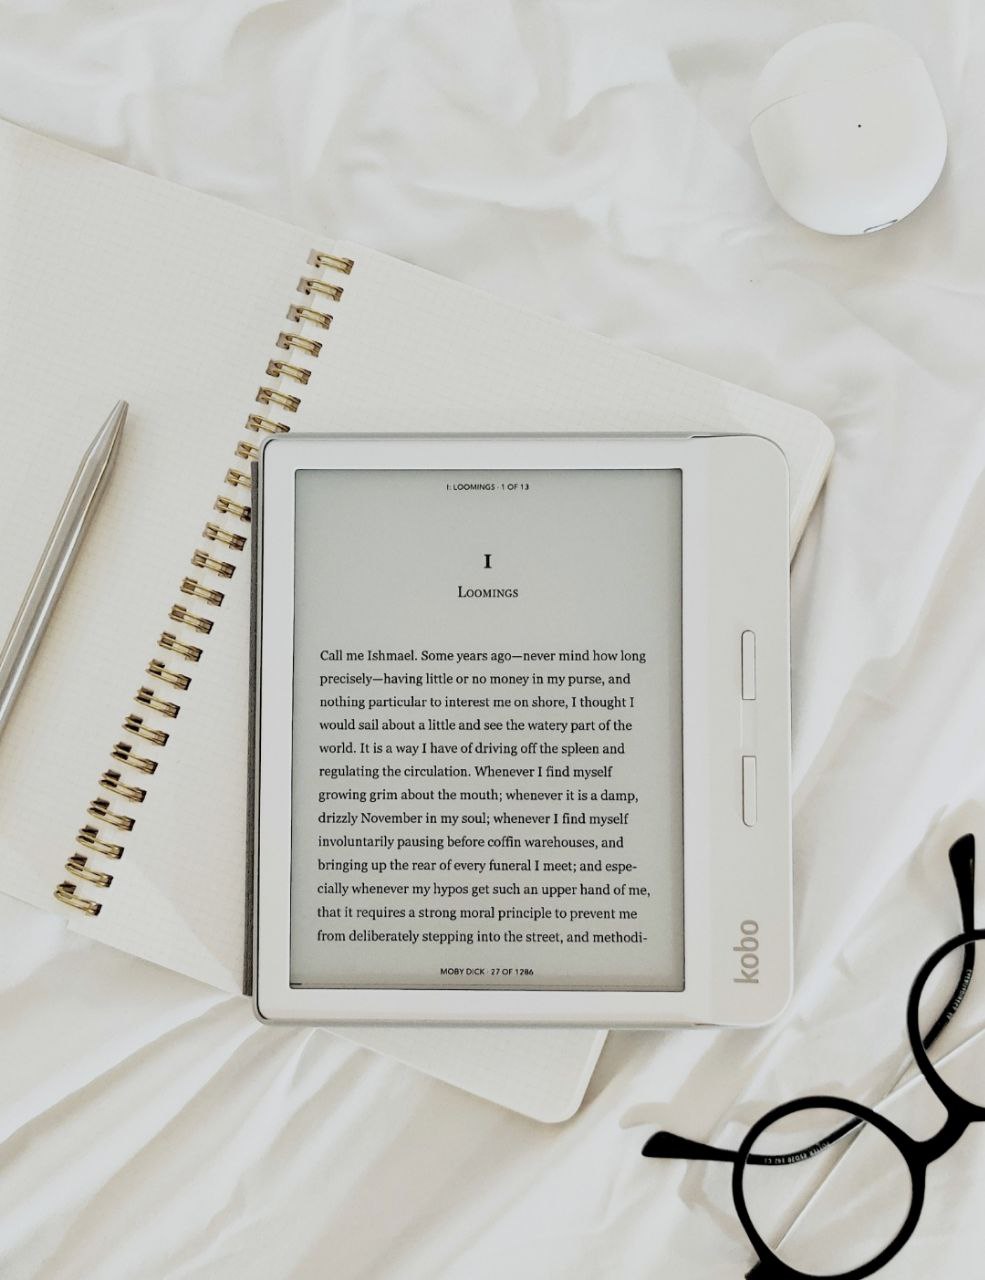 I: LOOMINGS · 1 OF 13
I
LOOMINGS
Call me Ishmael. Some years ago—never mind how long
precisely—having little or no money in my purse, and
nothing particular to interest me on shore, I thought I
would sail about a little and see the watery part of the
world. It is a way I have of driving off the spleen and
regulating the circulation. Whenever I find myself
growing grim about the mouth; whenever it is a damp,
drizzly November in my soul; whenever I find myself
involuntarily pausing before coffin warehouses, and
bringing up the rear of every funeral I meet; and espe-
cially whenever my hypos get such an upper hand of me,
that it requires a strong moral principle to prevent me
from deliberately stepping into the street, and methodi-
MOBY DICK · 27 OF 1286
kobo